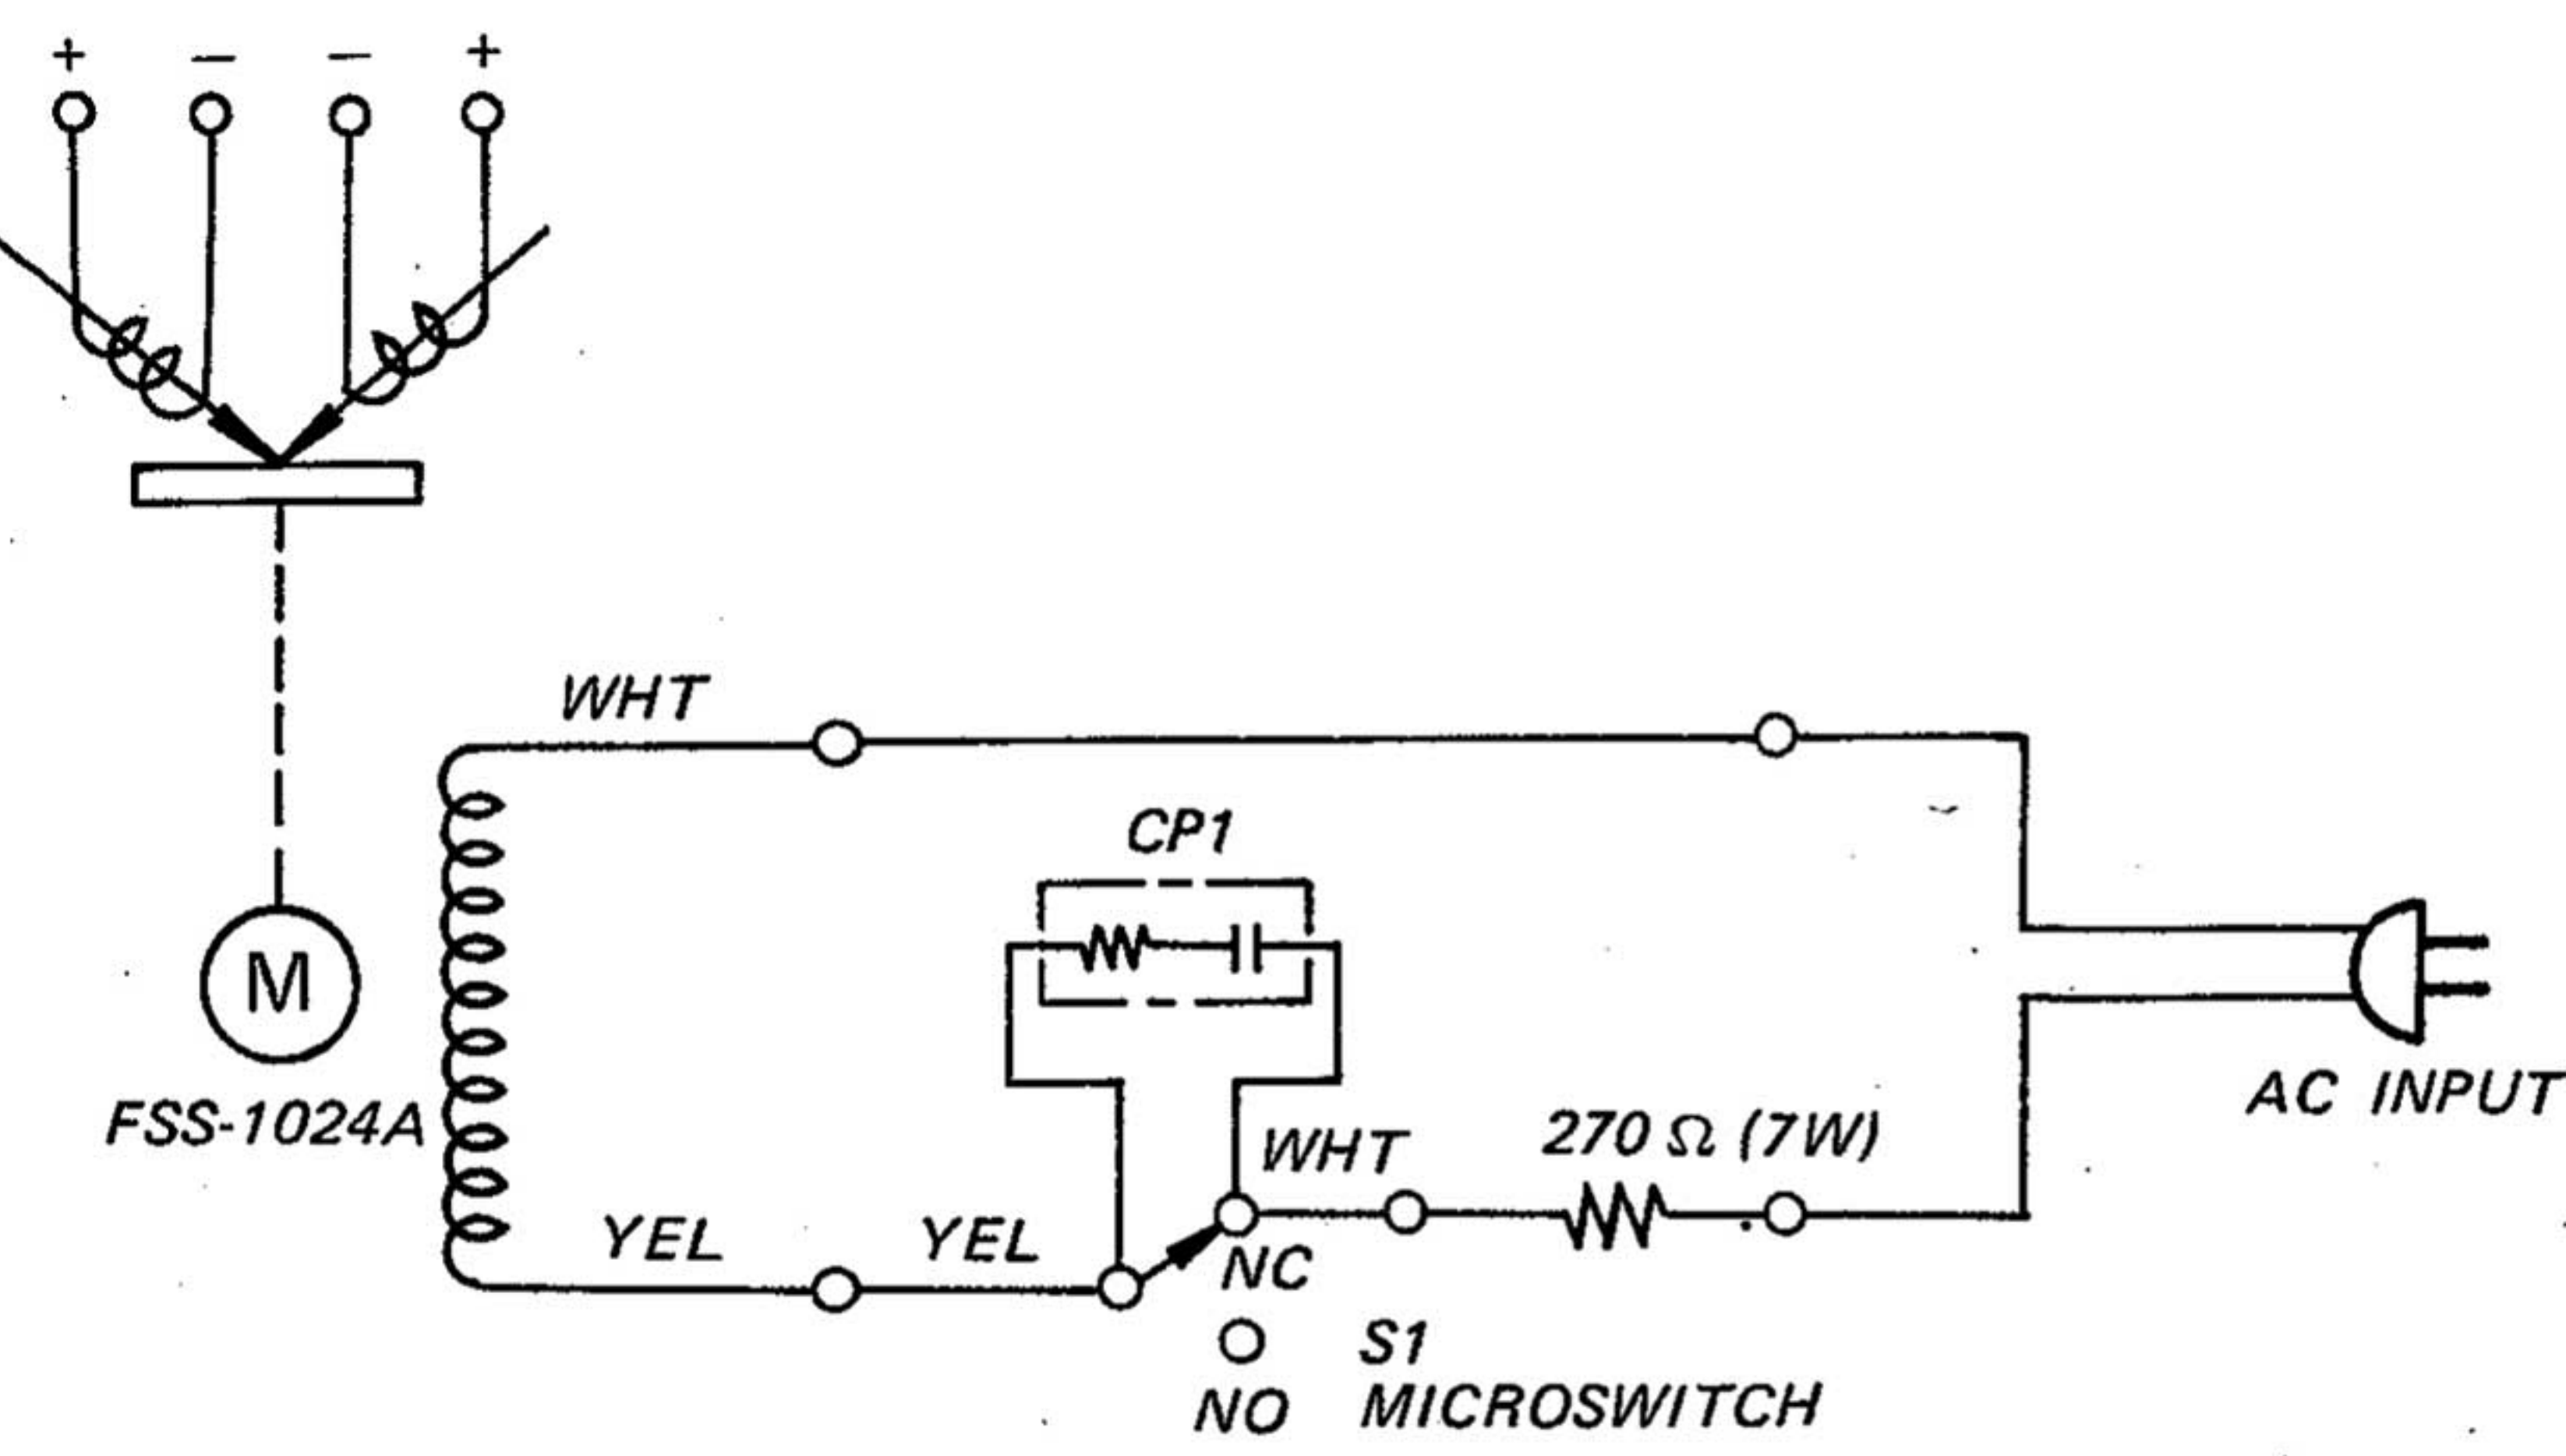 + − − +
WHT
CP1
M
FSS-1024A
AC INPUT
WHT
270 Ω (7W)
YEL
YEL
NC
S1
NO
MICROSWITCH